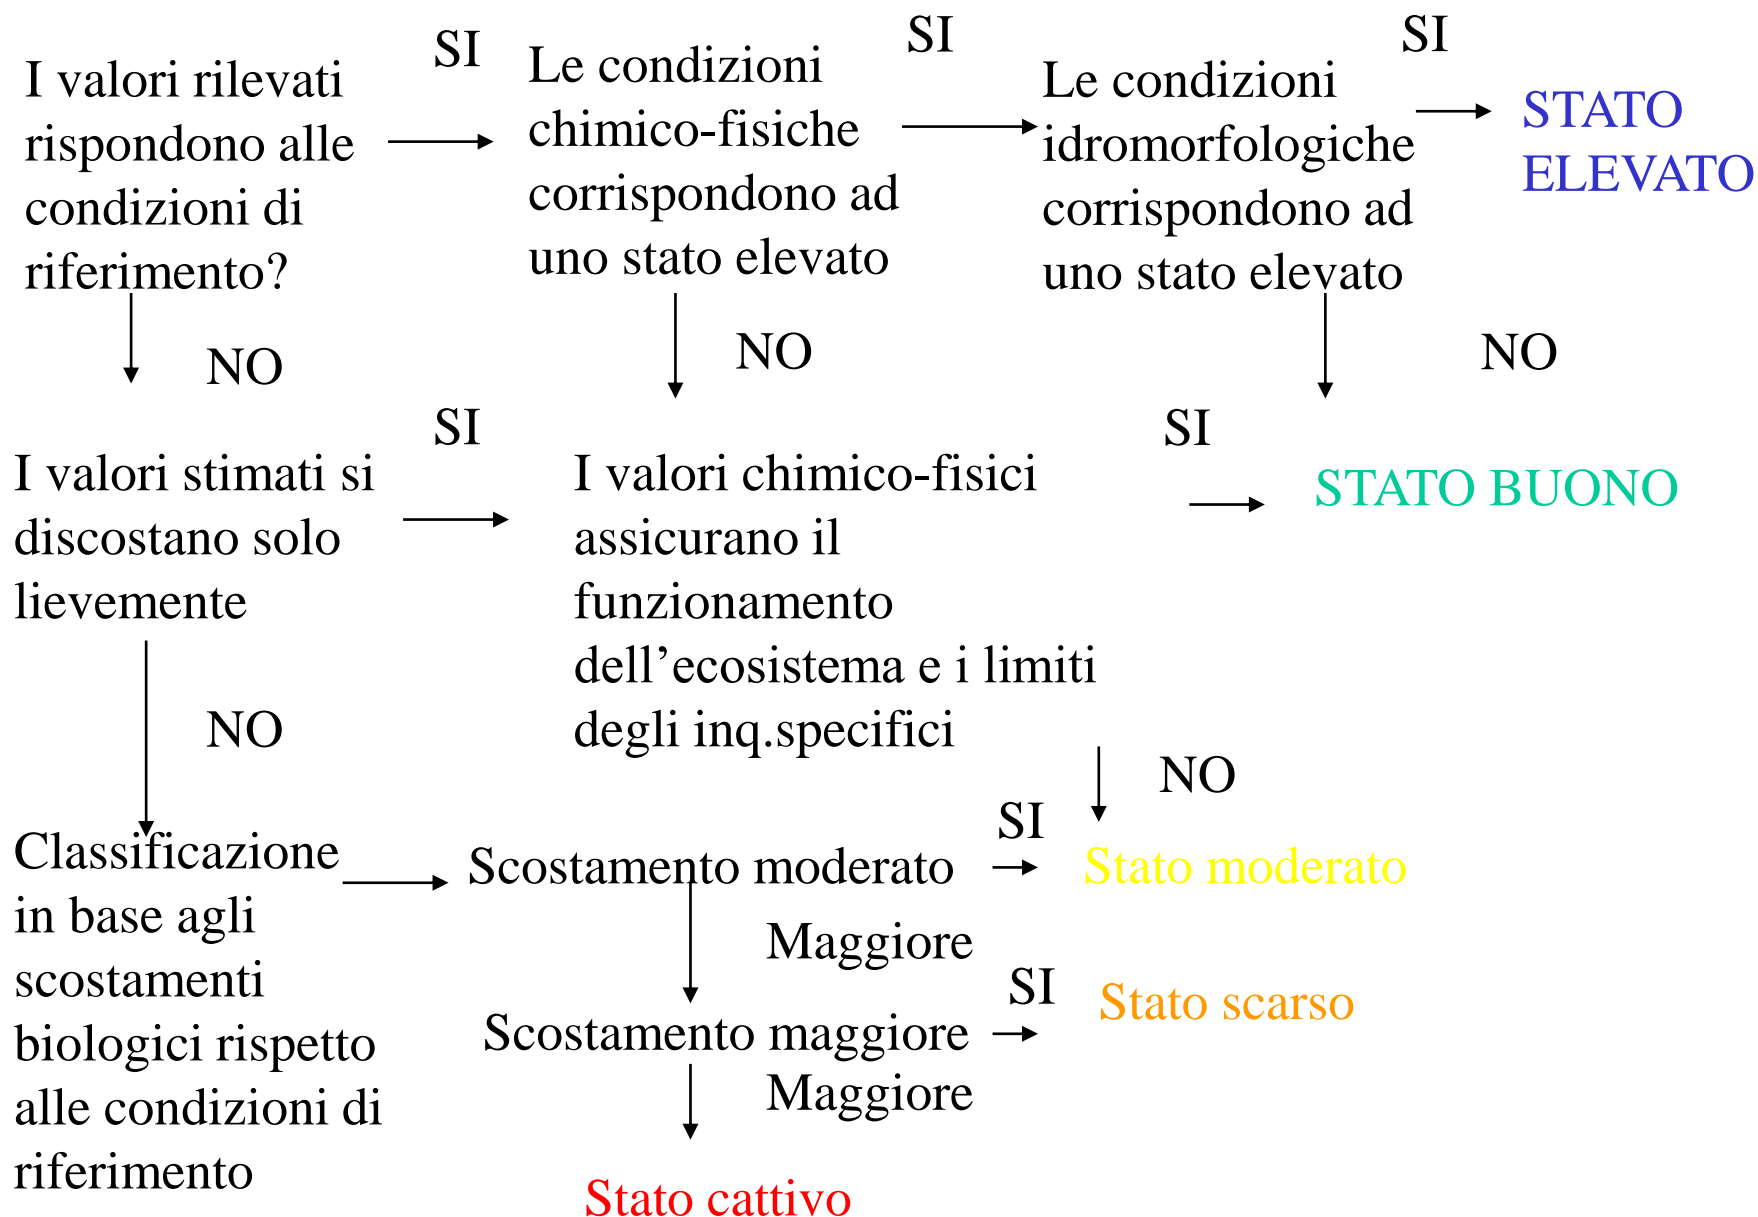 SI
SI
SI
I valori rilevati
rispondono alle
condizioni di
riferimento?
Le condizioni
chimico-fisiche
corrispondono ad
uno stato elevato
Le condizioni
idromorfologiche
corrispondono ad
uno stato elevato
STATO
ELEVATO
NO
NO
NO
SI
SI
I valori stimati si
discostano solo
lievemente
I valori chimico-fisici
assicurano il
funzionamento
dell’ecosistema e i limiti
degli inq.specifici
STATO BUONO
NO
NO
SI
Classificazione
in base agli
scostamenti
biologici rispetto
alle condizioni di
riferimento
Scostamento moderato
Stato moderato
Maggiore
SI
Scostamento maggiore
Stato scarso
Maggiore
Stato cattivo